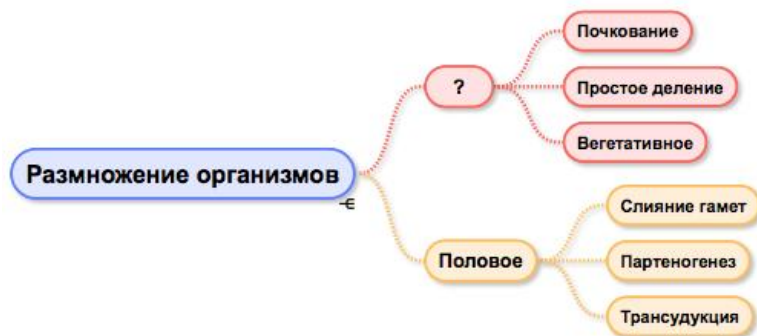 Размножение организмов
?
Почкование
Простое деление
Вегетативное
Половое
Слияние гамет
Партеногенез
Трансудукция